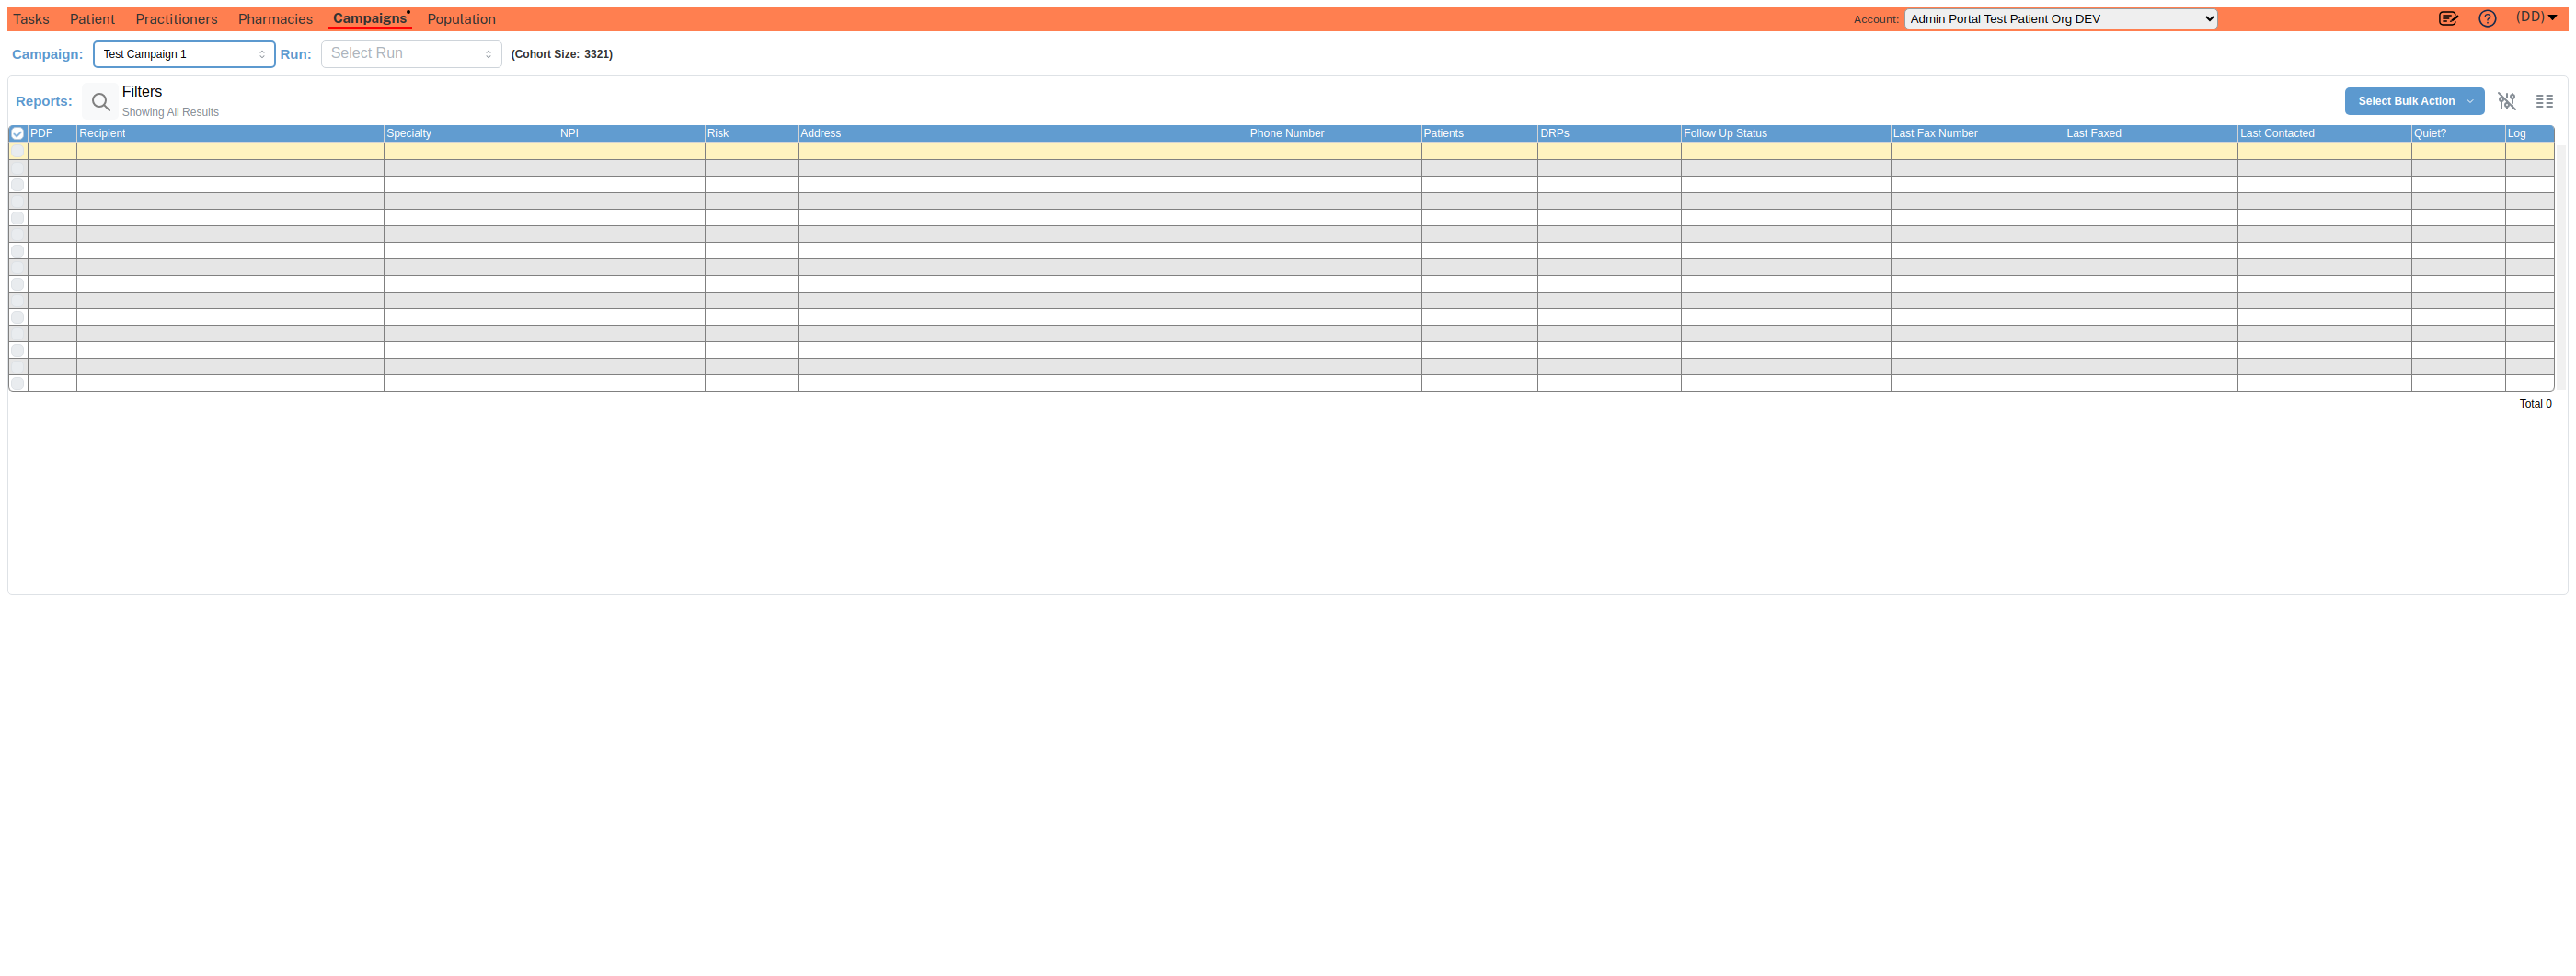 Tasks Patient Practitioners Pharmacies Campaigns Population Account: Admin Portal Test Patient Org DEV (DD)
Campaign: Test Campaign 1 Run: Select Run (Cohort Size: 3321)
Reports: Filters
Showing All Results
Select Bulk Action
PDF Recipient Specialty NPI Risk Address Phone Number Patients DRPs Follow Up Status Last Fax Number Last Faxed Last Contacted Quiet? Log
Total 0